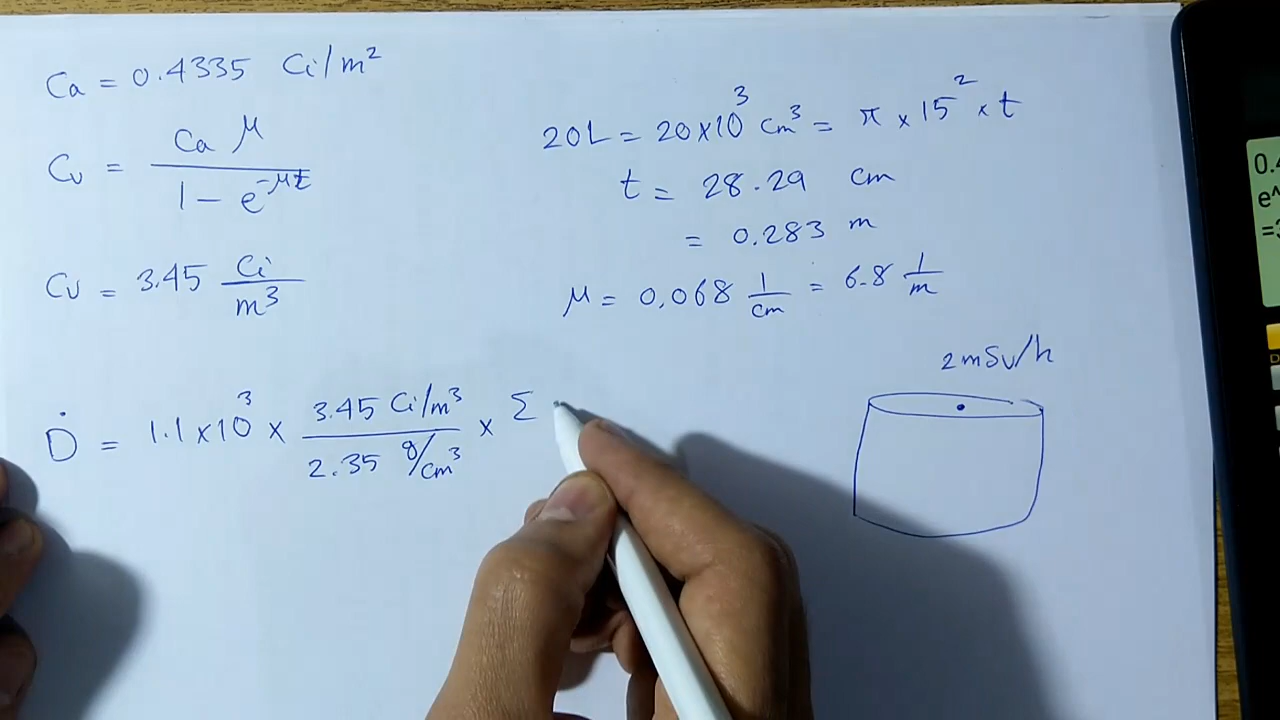 Ca = 0.4335 Ci/m²
Cv = Ca μ / 1 - e^-μt
Cv = 3.45 Ci/m³
20L = 20×10³ cm³ = π × 15² × t
t = 28.29 cm
= 0.283 m
μ = 0.068 1/cm = 6.8 1/m
2mSv/h
Ḋ = 1.1×10³ × 3.45 Ci/m³ / 2.35 g/cm³ × Σ